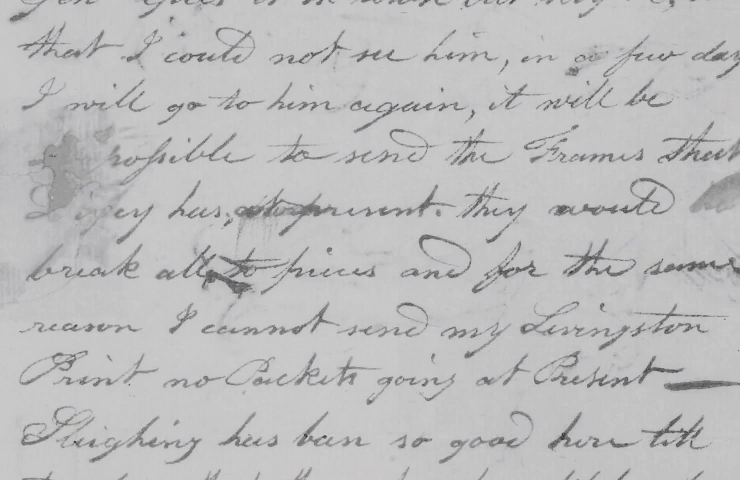 that I could not see him, in a few day
I will go to him again, it will be
possible to send the Frames that
has, at present. they would
break all to pieces and for the same
reason I cannot send my Livingston
Print no Packets going at Present —
Sleighing has ban so good here till